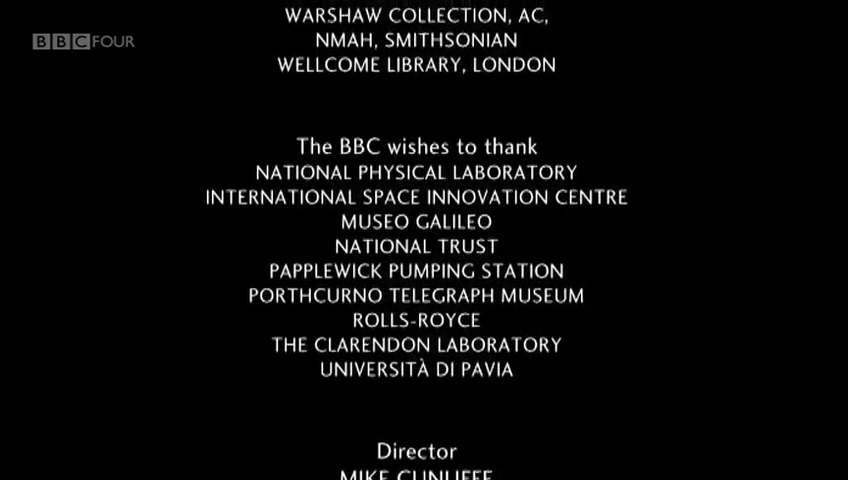 WARSHAW COLLECTION, AC,
BBC FOUR
NMAH, SMITHSONIAN
WELLCOME LIBRARY, LONDON
The BBC wishes to thank
NATIONAL PHYSICAL LABORATORY
INTERNATIONAL SPACE INNOVATION CENTRE
MUSEO GALILEO
NATIONAL TRUST
PAPPLEWICK PUMPING STATION
PORTHCURNO TELEGRAPH MUSEUM
ROLLS-ROYCE
THE CLARENDON LABORATORY
UNIVERSITÀ DI PAVIA
Director
MIKE CUNLIFFE